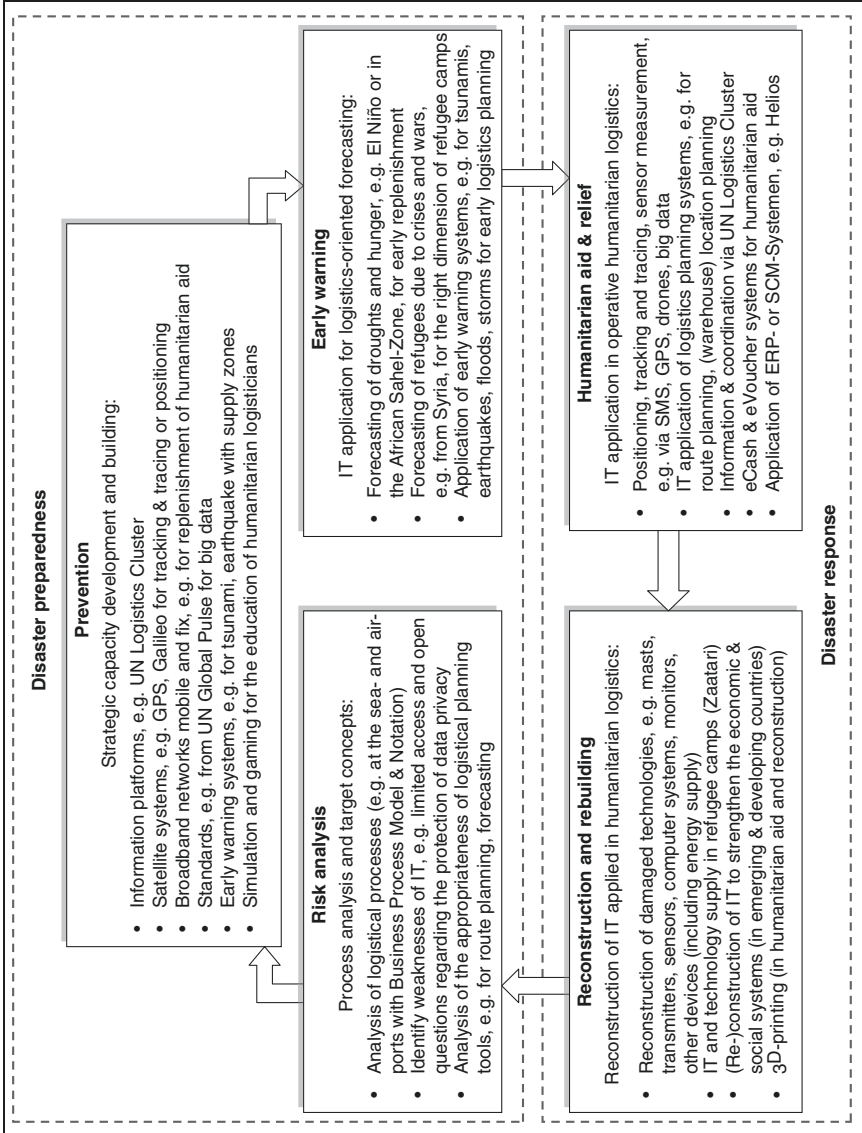 Disaster preparedness
Prevention
Strategic capacity development and building:
• Information platforms, e.g. UN Logistics Cluster
• Satellite systems, e.g. GPS, Galileo for tracking & tracing or positioning
• Broadband networks mobile and fix, e.g. for replenishment of humanitarian aid
• Standards, e.g. from UN Global Pulse for big data
• Early warning systems, e.g. for tsunami, earthquake with supply zones
• Simulation and gaming for the education of humanitarian logisticians
Risk analysis
Process analysis and target concepts:
• Analysis of logistical processes (e.g. at the sea- and air-
ports with Business Process Model & Notation)
• Identify weaknesses of IT, e.g. limited access and open
questions regarding the protection of data privacy
• Analysis of the appropriateness of logistical planning
tools, e.g. for route planning, forecasting
Early warning
IT application for logistics-oriented forecasting:
• Forecasting of droughts and hunger, e.g. El Niño or in
the African Sahel-Zone, for early replenishment
• Forecasting of refugees due to crises and wars,
e.g. from Syria, for the right dimension of refugee camps
• Application of early warning systems, e.g. for tsunamis,
earthquakes, floods, storms for early logistics planning
Reconstruction and rebuilding
Reconstruction of IT applied in humanitarian logistics:
• Reconstruction of damaged technologies, e.g. masts,
transmitters, sensors, computer systems, monitors,
other devices (including energy supply)
• IT and technology supply in refugee camps (Zaatari)
• (Re-)construction of IT to strengthen the economic &
social systems (in emerging & developing countries)
• 3D-printing (in humanitarian aid and reconstruction)
Humanitarian aid & relief
IT application in operative humanitarian logistics:
• Positioning, tracking and tracing, sensor measurement,
e.g. via SMS, GPS, drones, big data
• IT application of logistics planning systems, e.g. for
route planning, (warehouse) location planning
• Information & coordination via UN Logistics Cluster
• eCash & eVoucher systems for humanitarian aid
• Application of ERP- or SCM-Systemen, e.g. Helios
Disaster response